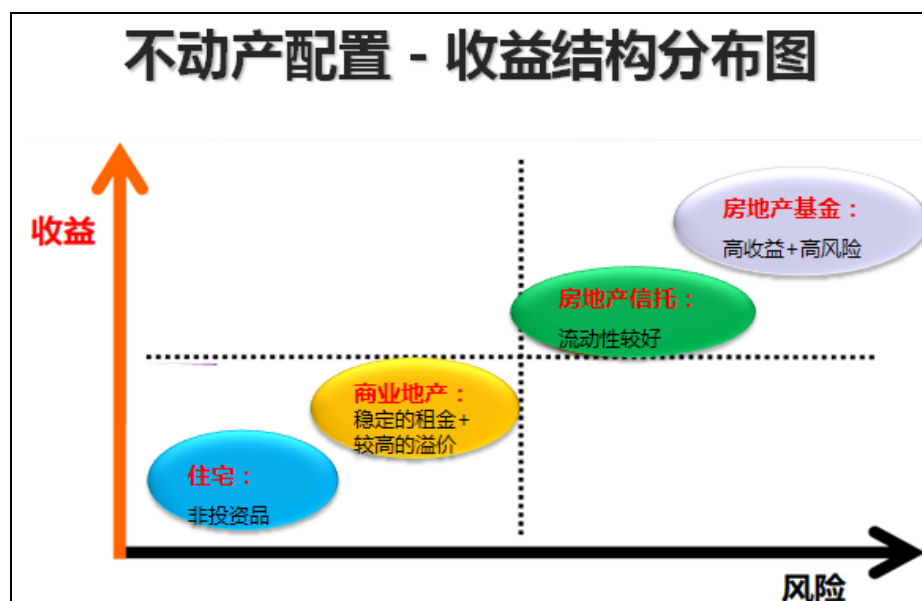 不动产配置 - 收益结构分布图
收益
房地产基金：
高收益+高风险
房地产信托：
流动性较好
商业地产：
稳定的租金+
较高的溢价
住宅：
非投资品
风险